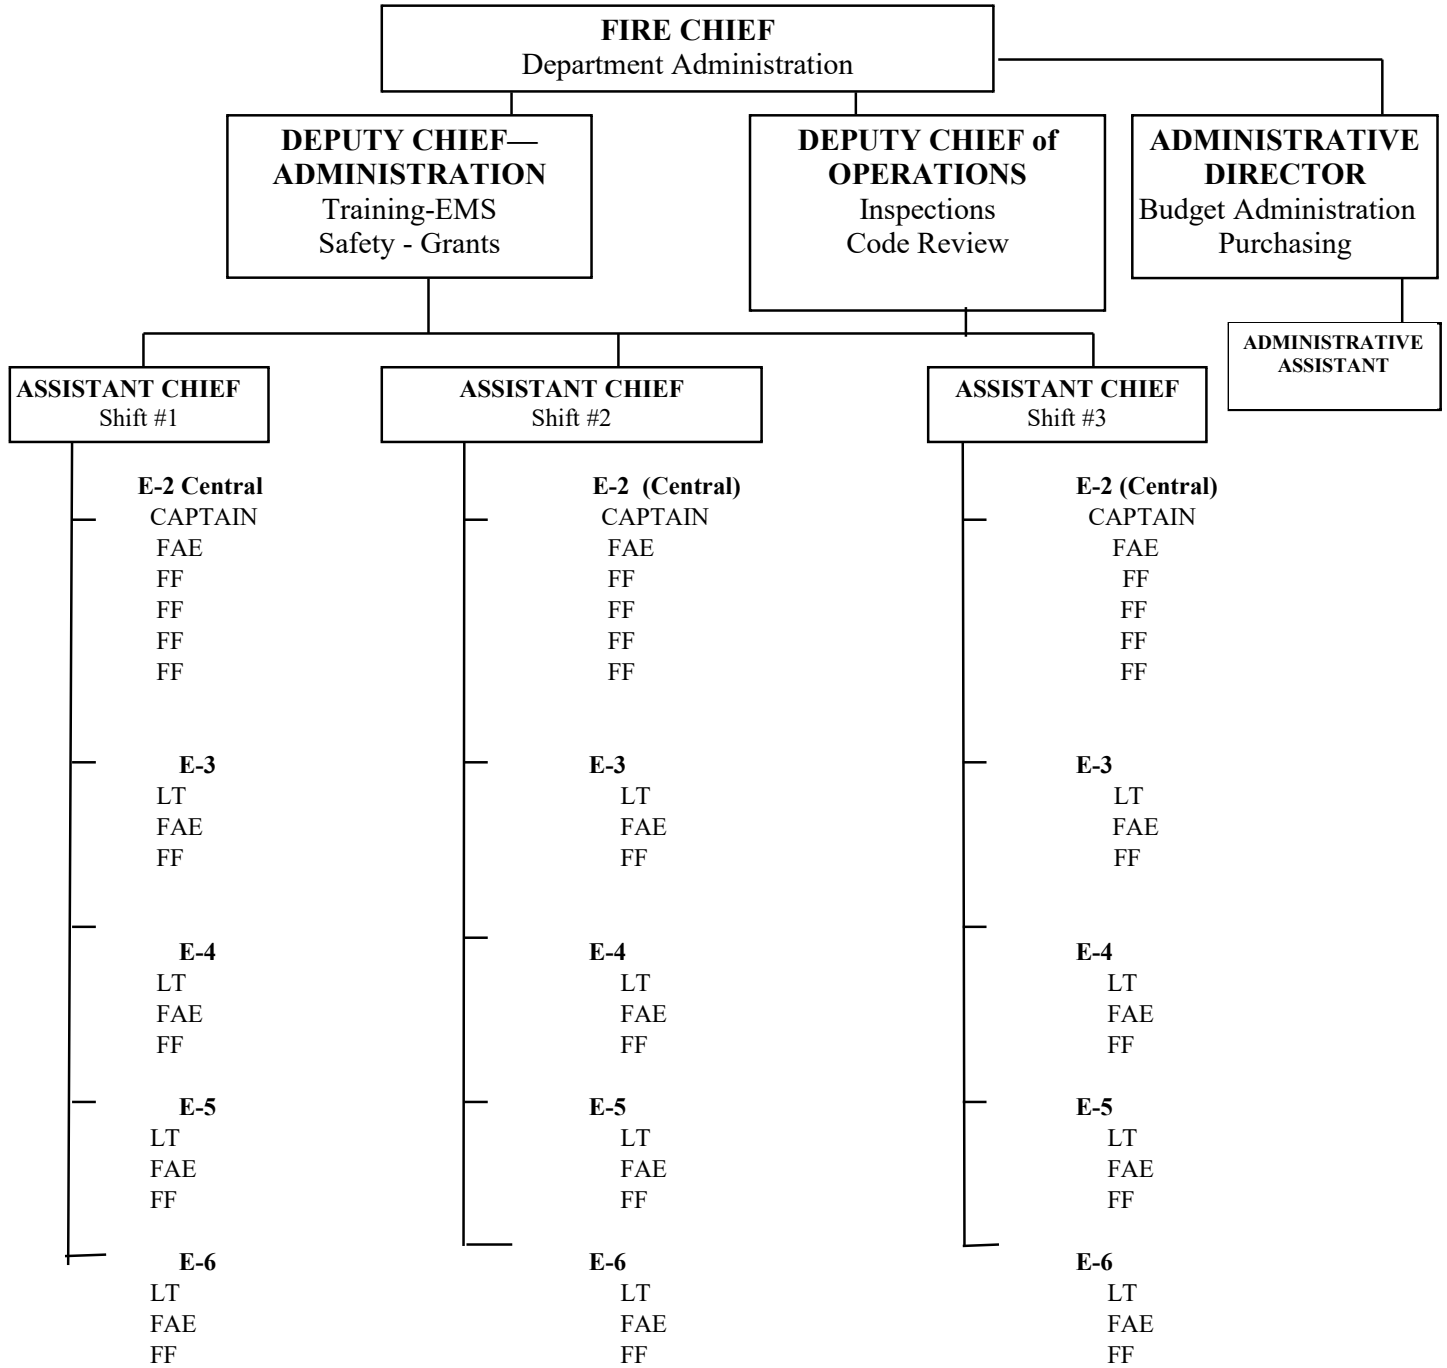 FIRE CHIEF
Department Administration
DEPUTY CHIEF—
ADMINISTRATION
Training-EMS
Safety - Grants
DEPUTY CHIEF of
OPERATIONS
Inspections
Code Review
ADMINISTRATIVE
DIRECTOR
Budget Administration
Purchasing
ADMINISTRATIVE
ASSISTANT
ASSISTANT CHIEF
Shift #1
E-2 Central
CAPTAIN
FAE
FF
FF
FF
FF
E-3
LT
FAE
FF
E-4
LT
FAE
FF
E-5
LT
FAE
FF
E-6
LT
FAE
FF
ASSISTANT CHIEF
Shift #2
E-2 (Central)
CAPTAIN
FAE
FF
FF
FF
FF
E-3
LT
FAE
FF
E-4
LT
FAE
FF
E-5
LT
FAE
FF
E-6
LT
FAE
FF
ASSISTANT CHIEF
Shift #3
E-2 (Central)
CAPTAIN
FAE
FF
FF
FF
FF
E-3
LT
FAE
FF
E-4
LT
FAE
FF
E-5
LT
FAE
FF
E-6
LT
FAE
FF